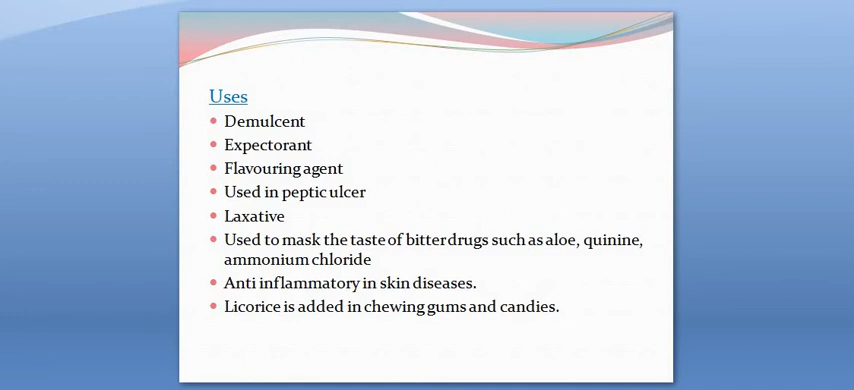 Uses
Demulcent
Expectorant
Flavouring agent
Used in peptic ulcer
Laxative
Used to mask the taste of bitter drugs such as aloe, quinine,
ammonium chloride
Anti inflammatory in skin diseases.
Licorice is added in chewing gums and candies.